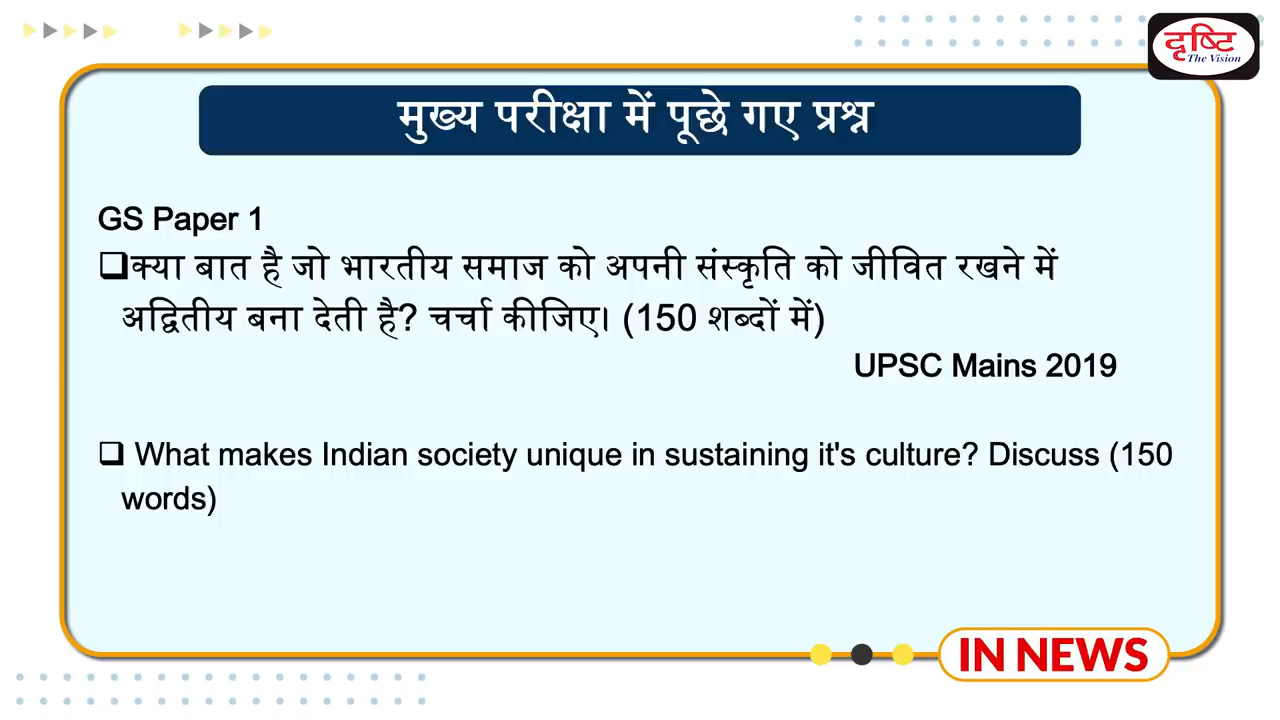 दृष्टि
The Vision
मुख्य परीक्षा में पूछे गए प्रश्न
GS Paper 1
❑क्या बात है जो भारतीय समाज को अपनी संस्कृति को जीवित रखने में
अद्वितीय बना देती है? चर्चा कीजिए। (150 शब्दों में)
UPSC Mains 2019
❑ What makes Indian society unique in sustaining it's culture? Discuss (150
words)
IN NEWS